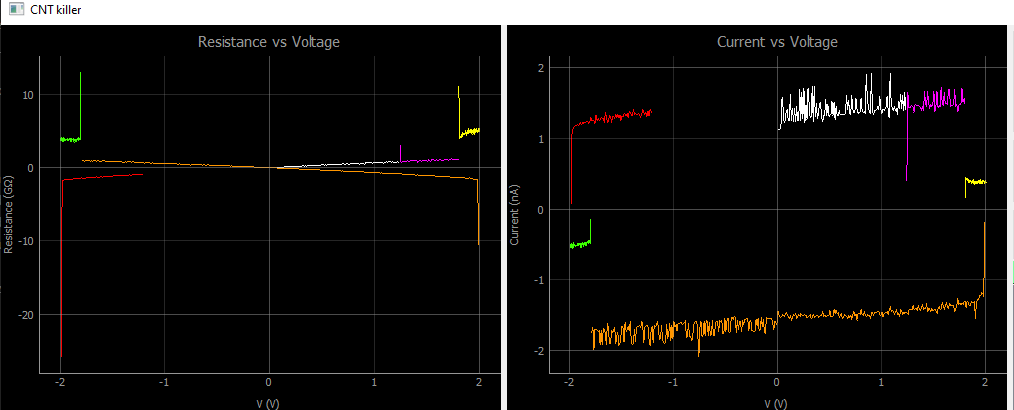 CNT killer
Resistance vs Voltage
Resistance (GΩ)
10
0
-10
-20
-2
-1
0
1
2
V (V)
Current vs Voltage
Current (nA)
2
1
0
-1
-2
-2
-1
0
1
2
V (V)